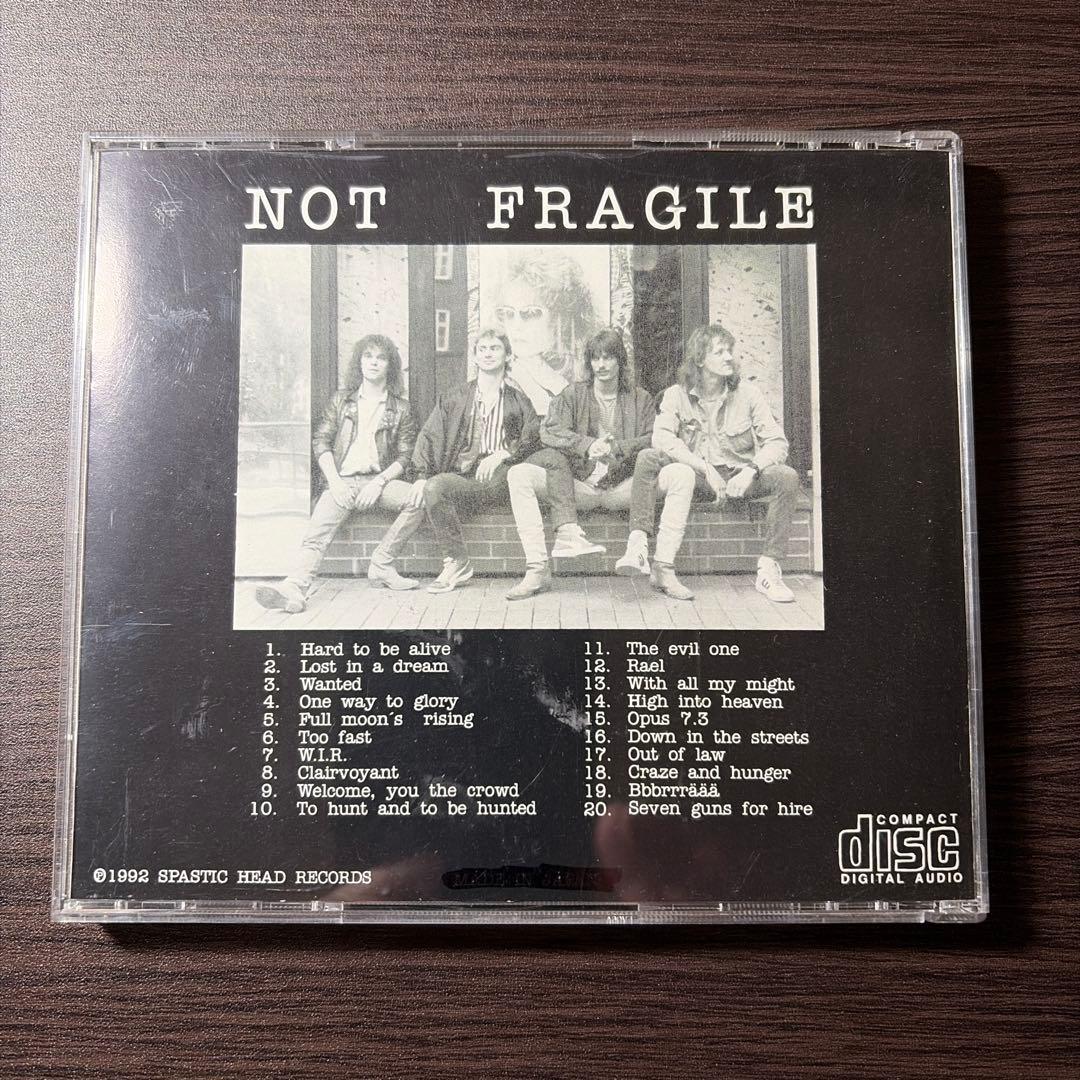 NOT FRAGILE
1. Hard to be alive
2. Lost in a dream
3. Wanted
4. One way to glory
5. Full moon´s rising
6. Too fast
7. W.I.R.
8. Clairvoyant
9. Welcome, you the crowd
10. To hunt and to be hunted
11. The evil one
12. Rael
13. With all my might
14. High into heaven
15. Opus 7.3
16. Down in the streets
17. Out of law
18. Craze and hunger
19. Bbbrrräää
20. Seven guns for hire
℗1992 SPASTIC HEAD RECORDS
COMPACT
disc
DIGITAL AUDIO